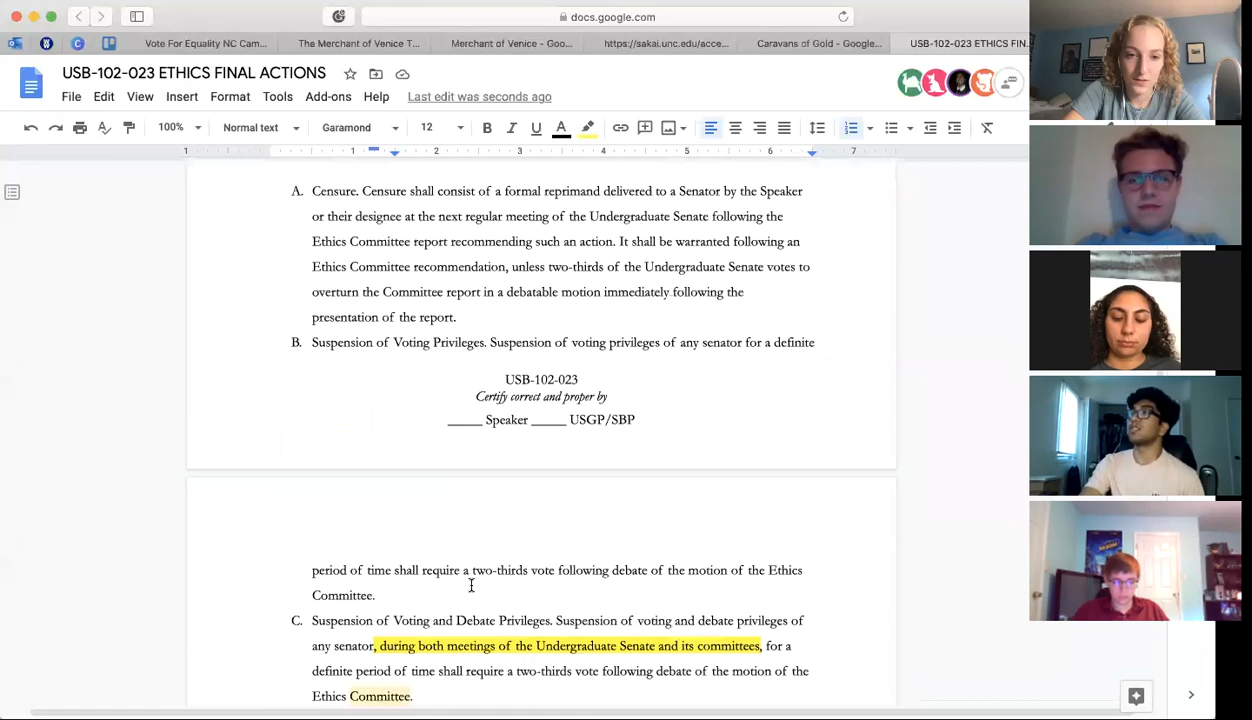 docs.google.com
Vote For Equality NC Cam...
The Merchant of Venice T...
Merchant of Venice - Goo...
https://sakai.unc.edu/acce...
Caravans of Gold - Google...
USB-102-023 ETHICS FIN...
USB-102-023 ETHICS FINAL ACTIONS
File Edit View Insert Format Tools Add-ons Help Last edit was seconds ago
100% Normal text Garamond 12 B I U A
1 1 2 3 4 5 6 7
A. Censure. Censure shall consist of a formal reprimand delivered to a Senator by the Speaker
or their designee at the next regular meeting of the Undergraduate Senate following the
Ethics Committee report recommending such an action. It shall be warranted following an
Ethics Committee recommendation, unless two-thirds of the Undergraduate Senate votes to
overturn the Committee report in a debatable motion immediately following the
presentation of the report.
B. Suspension of Voting Privileges. Suspension of voting privileges of any senator for a definite
USB-102-023
Certify correct and proper by
_____ Speaker _____ USGP/SBP
period of time shall require a two-thirds vote following debate of the motion of the Ethics
Committee.
C. Suspension of Voting and Debate Privileges. Suspension of voting and debate privileges of
any senator, during both meetings of the Undergraduate Senate and its committees, for a
definite period of time shall require a two-thirds vote following debate of the motion of the
Ethics Committee.